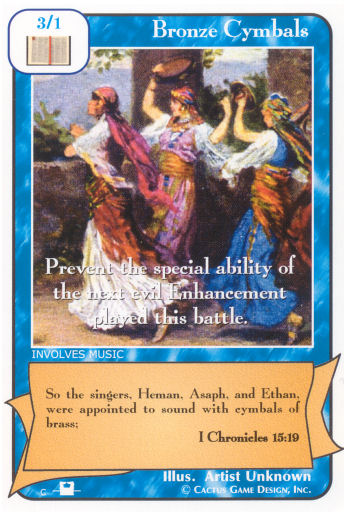 3/1
Bronze Cymbals
Prevent the special ability of
the next evil Enhancement
played this battle.
INVOLVES MUSIC
So the singers, Heman, Asaph, and Ethan,
were appointed to sound with cymbals of
brass;
I Chronicles 15:19
Illus. Artist Unknown
C
© CACTUS GAME DESIGN, INC.